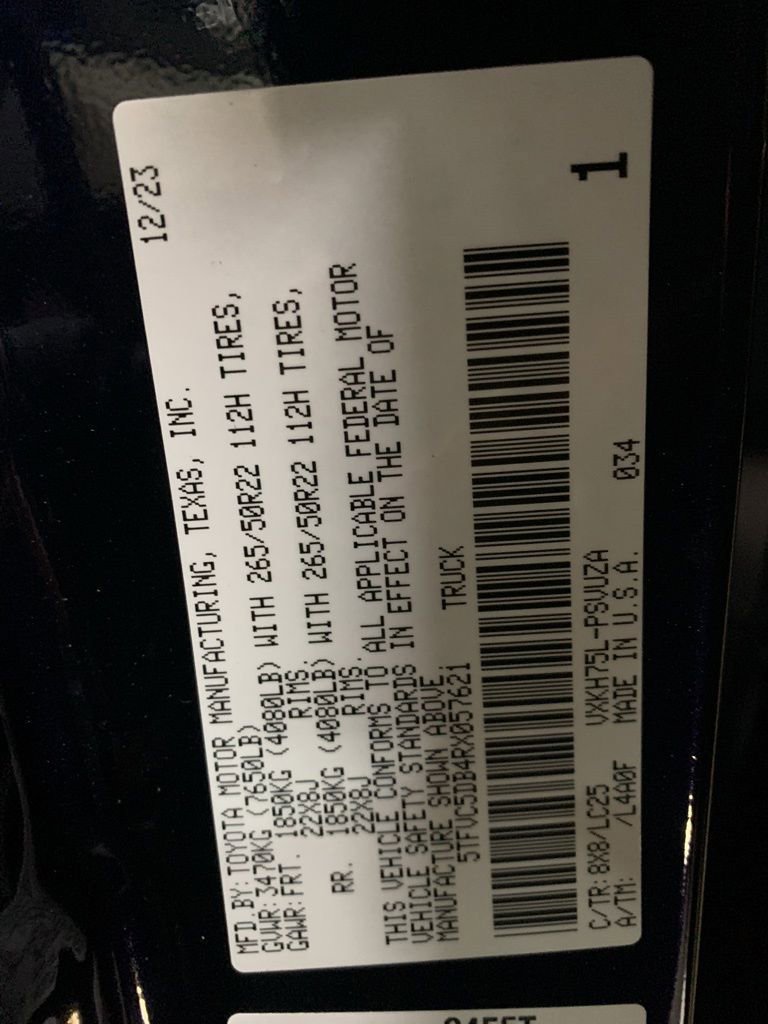 12/23
MFD.BY:TOYOTA MOTOR MANUFACTURING, TEXAS, INC.
GVWR:3470KG (7650LB)
GAWR:FRT. 1850KG (4080LB) WITH 265/50R22 112H TIRES,
22X8J RIMS.
RR. 1850KG (4080LB) WITH 265/50R22 112H TIRES,
22X8J RIMS.
THIS VEHICLE CONFORMS TO ALL APPLICABLE FEDERAL MOTOR
VEHICLE SAFETY STANDARDS IN EFFECT ON THE DATE OF
MANUFACTURE SHOWN ABOVE.
5TFVC5DB4RX057621 TRUCK
1
C/TR:8X8/LC25 VXKH75L-PSVUZA
A/TM: /L4A0F MADE IN U.S.A. 034